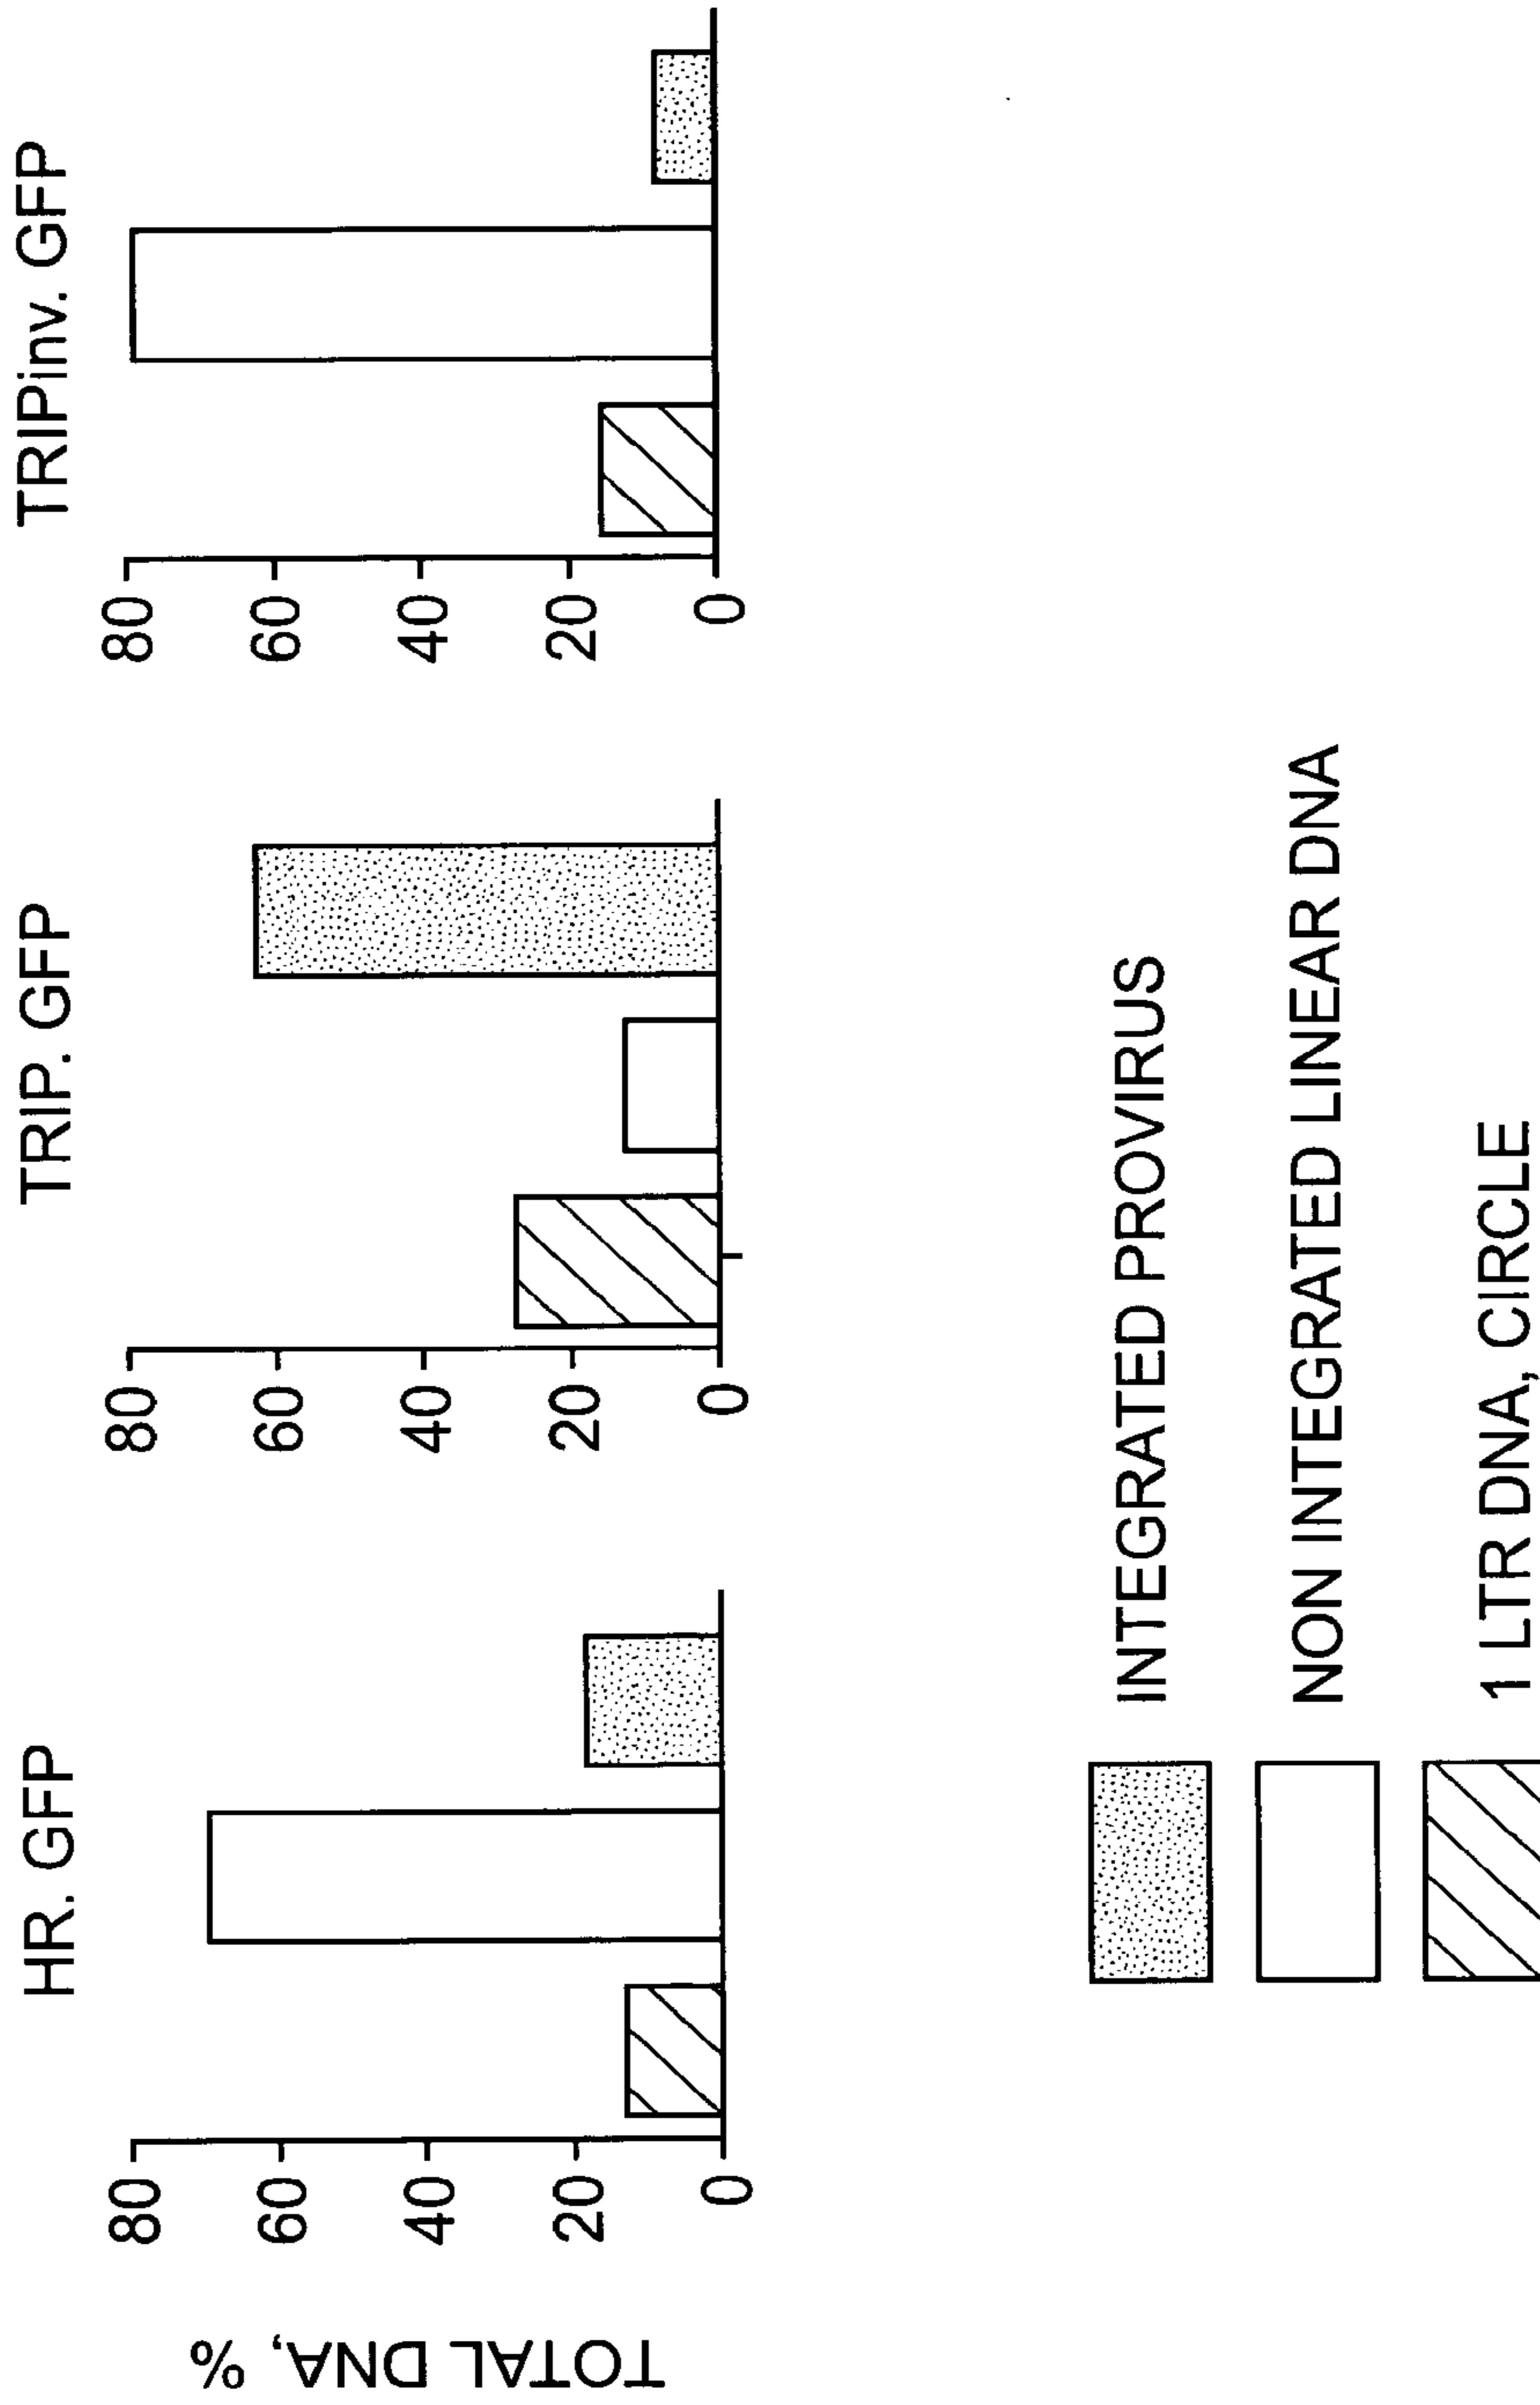 HR. GFP
TRIP. GFP
TRIPinv. GFP
TOTAL DNA, %
80
60
40
20
0
80
60
40
20
0
80
60
40
20
0
INTEGRATED PROVIRUS
NON INTEGRATED LINEAR DNA
1 LTR DNA, CIRCLE